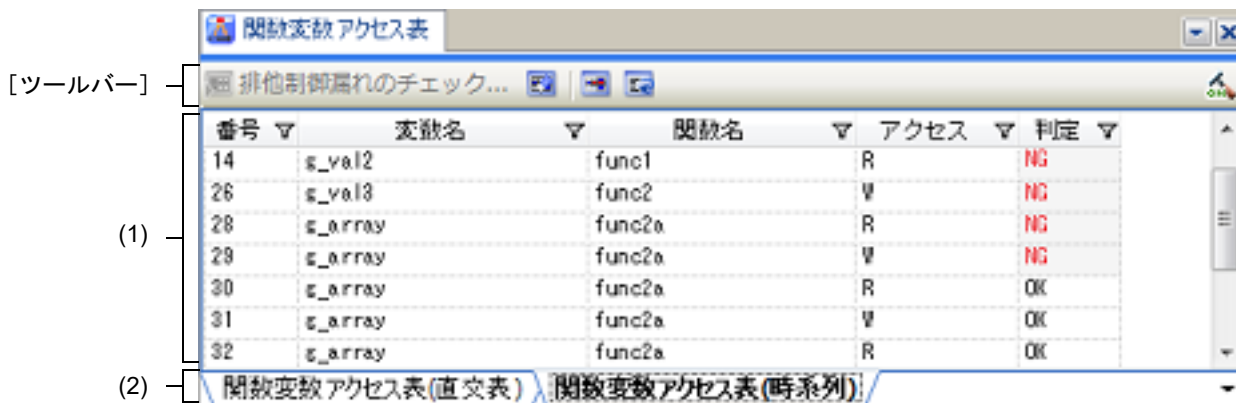 関数変数アクセス表
[ツールバー] 排他制御漏れのチェック...
番号 変数名 関数名 アクセス 判定
14 g_val2 func1 R NG
26 g_val3 func2 W NG
28 g_array func2a R NG
29 g_array func2a W NG
30 g_array func2a R OK
31 g_array func2a W OK
32 g_array func2a R OK
(1)
(2) 関数変数アクセス表(直交表) 関数変数アクセス表(時系列)